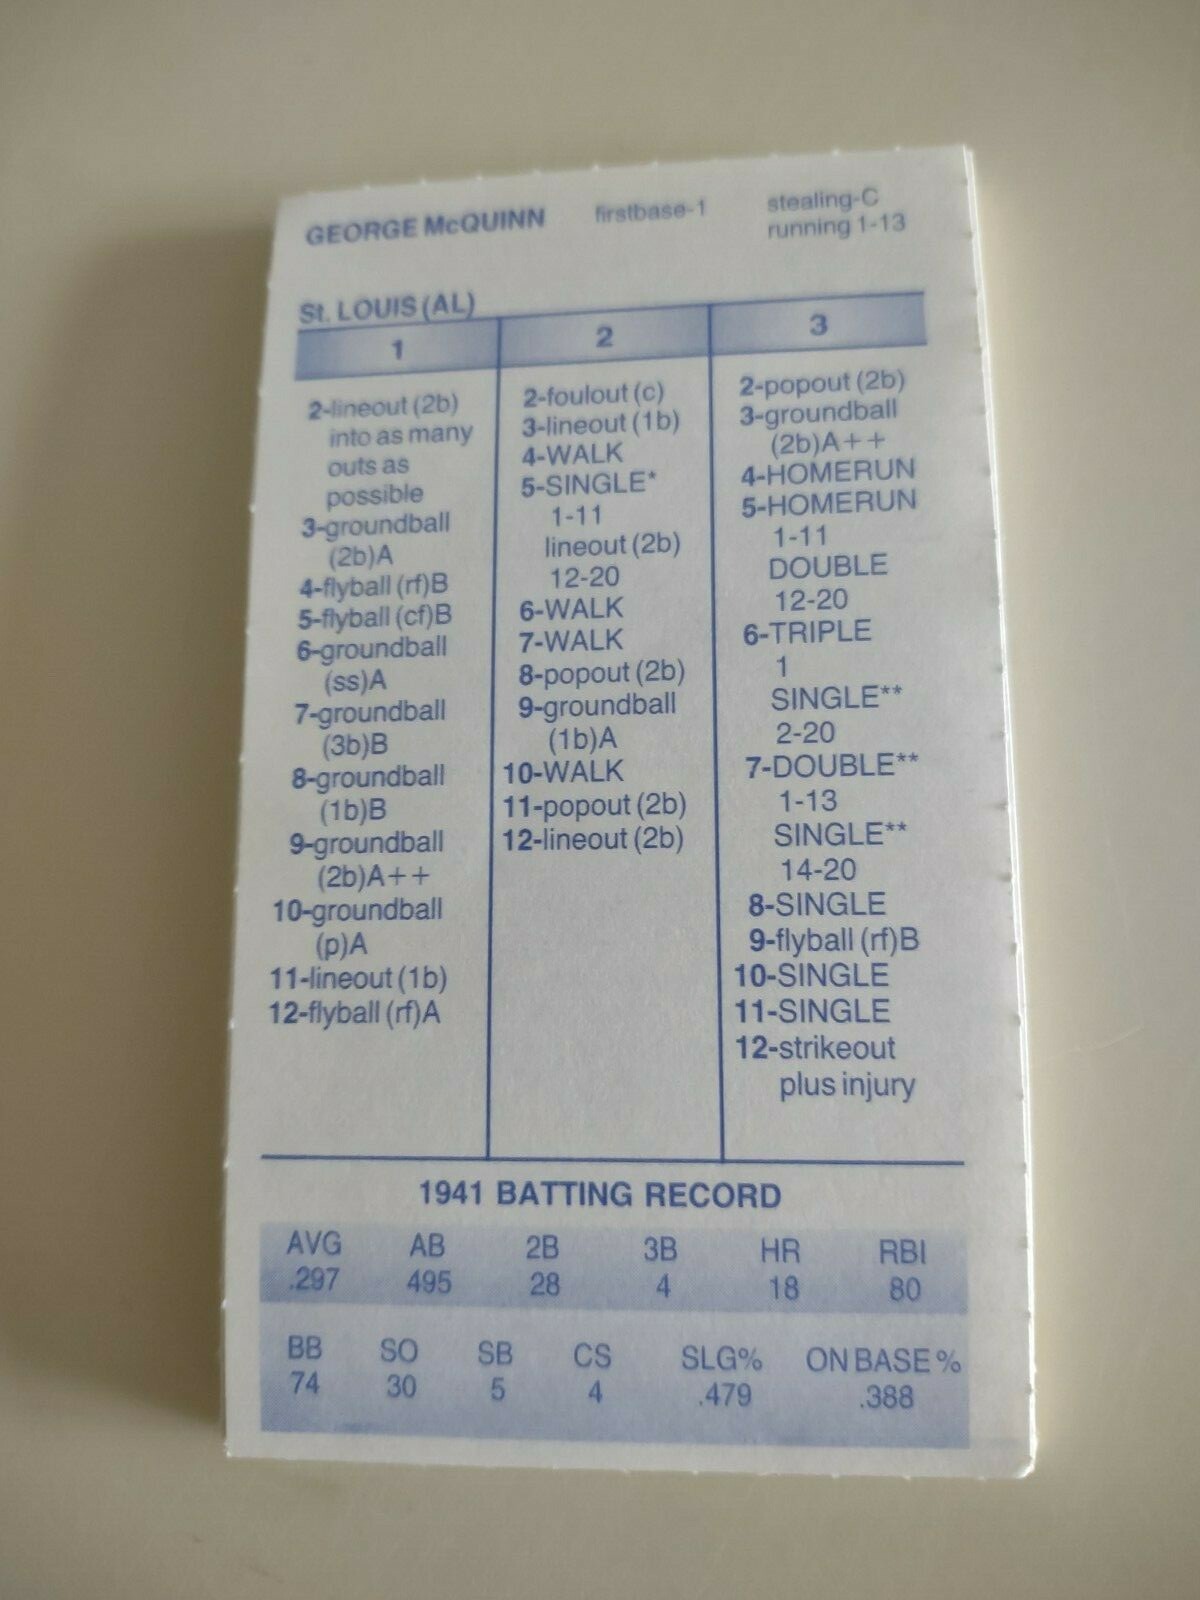 GEORGE McQUINN firstbase-1 stealing-C
running 1-13
St. LOUIS (AL)
1
2-lineout (2b)
into as many
outs as
possible
3-groundball
(2b)A
4-flyball (rf)B
5-flyball (cf)B
6-groundball
(ss)A
7-groundball
(3b)B
8-groundball
(1b)B
9-groundball
(2b)A++
10-groundball
(p)A
11-lineout (1b)
12-flyball (rf)A
2
2-foulout (c)
3-lineout (1b)
4-WALK
5-SINGLE*
1-11
lineout (2b)
12-20
6-WALK
7-WALK
8-popout (2b)
9-groundball
(1b)A
10-WALK
11-popout (2b)
12-lineout (2b)
3
2-popout (2b)
3-groundball
(2b)A++
4-HOMERUN
5-HOMERUN
1-11
DOUBLE
12-20
6-TRIPLE
1
SINGLE**
2-20
7-DOUBLE**
1-13
SINGLE**
14-20
8-SINGLE
9-flyball (rf)B
10-SINGLE
11-SINGLE
12-strikeout
plus injury
1941 BATTING RECORD
AVG AB 2B 3B HR RBI
.297 495 28 4 18 80
BB SO SB CS SLG% ON BASE %
74 30 5 4 .479 .388